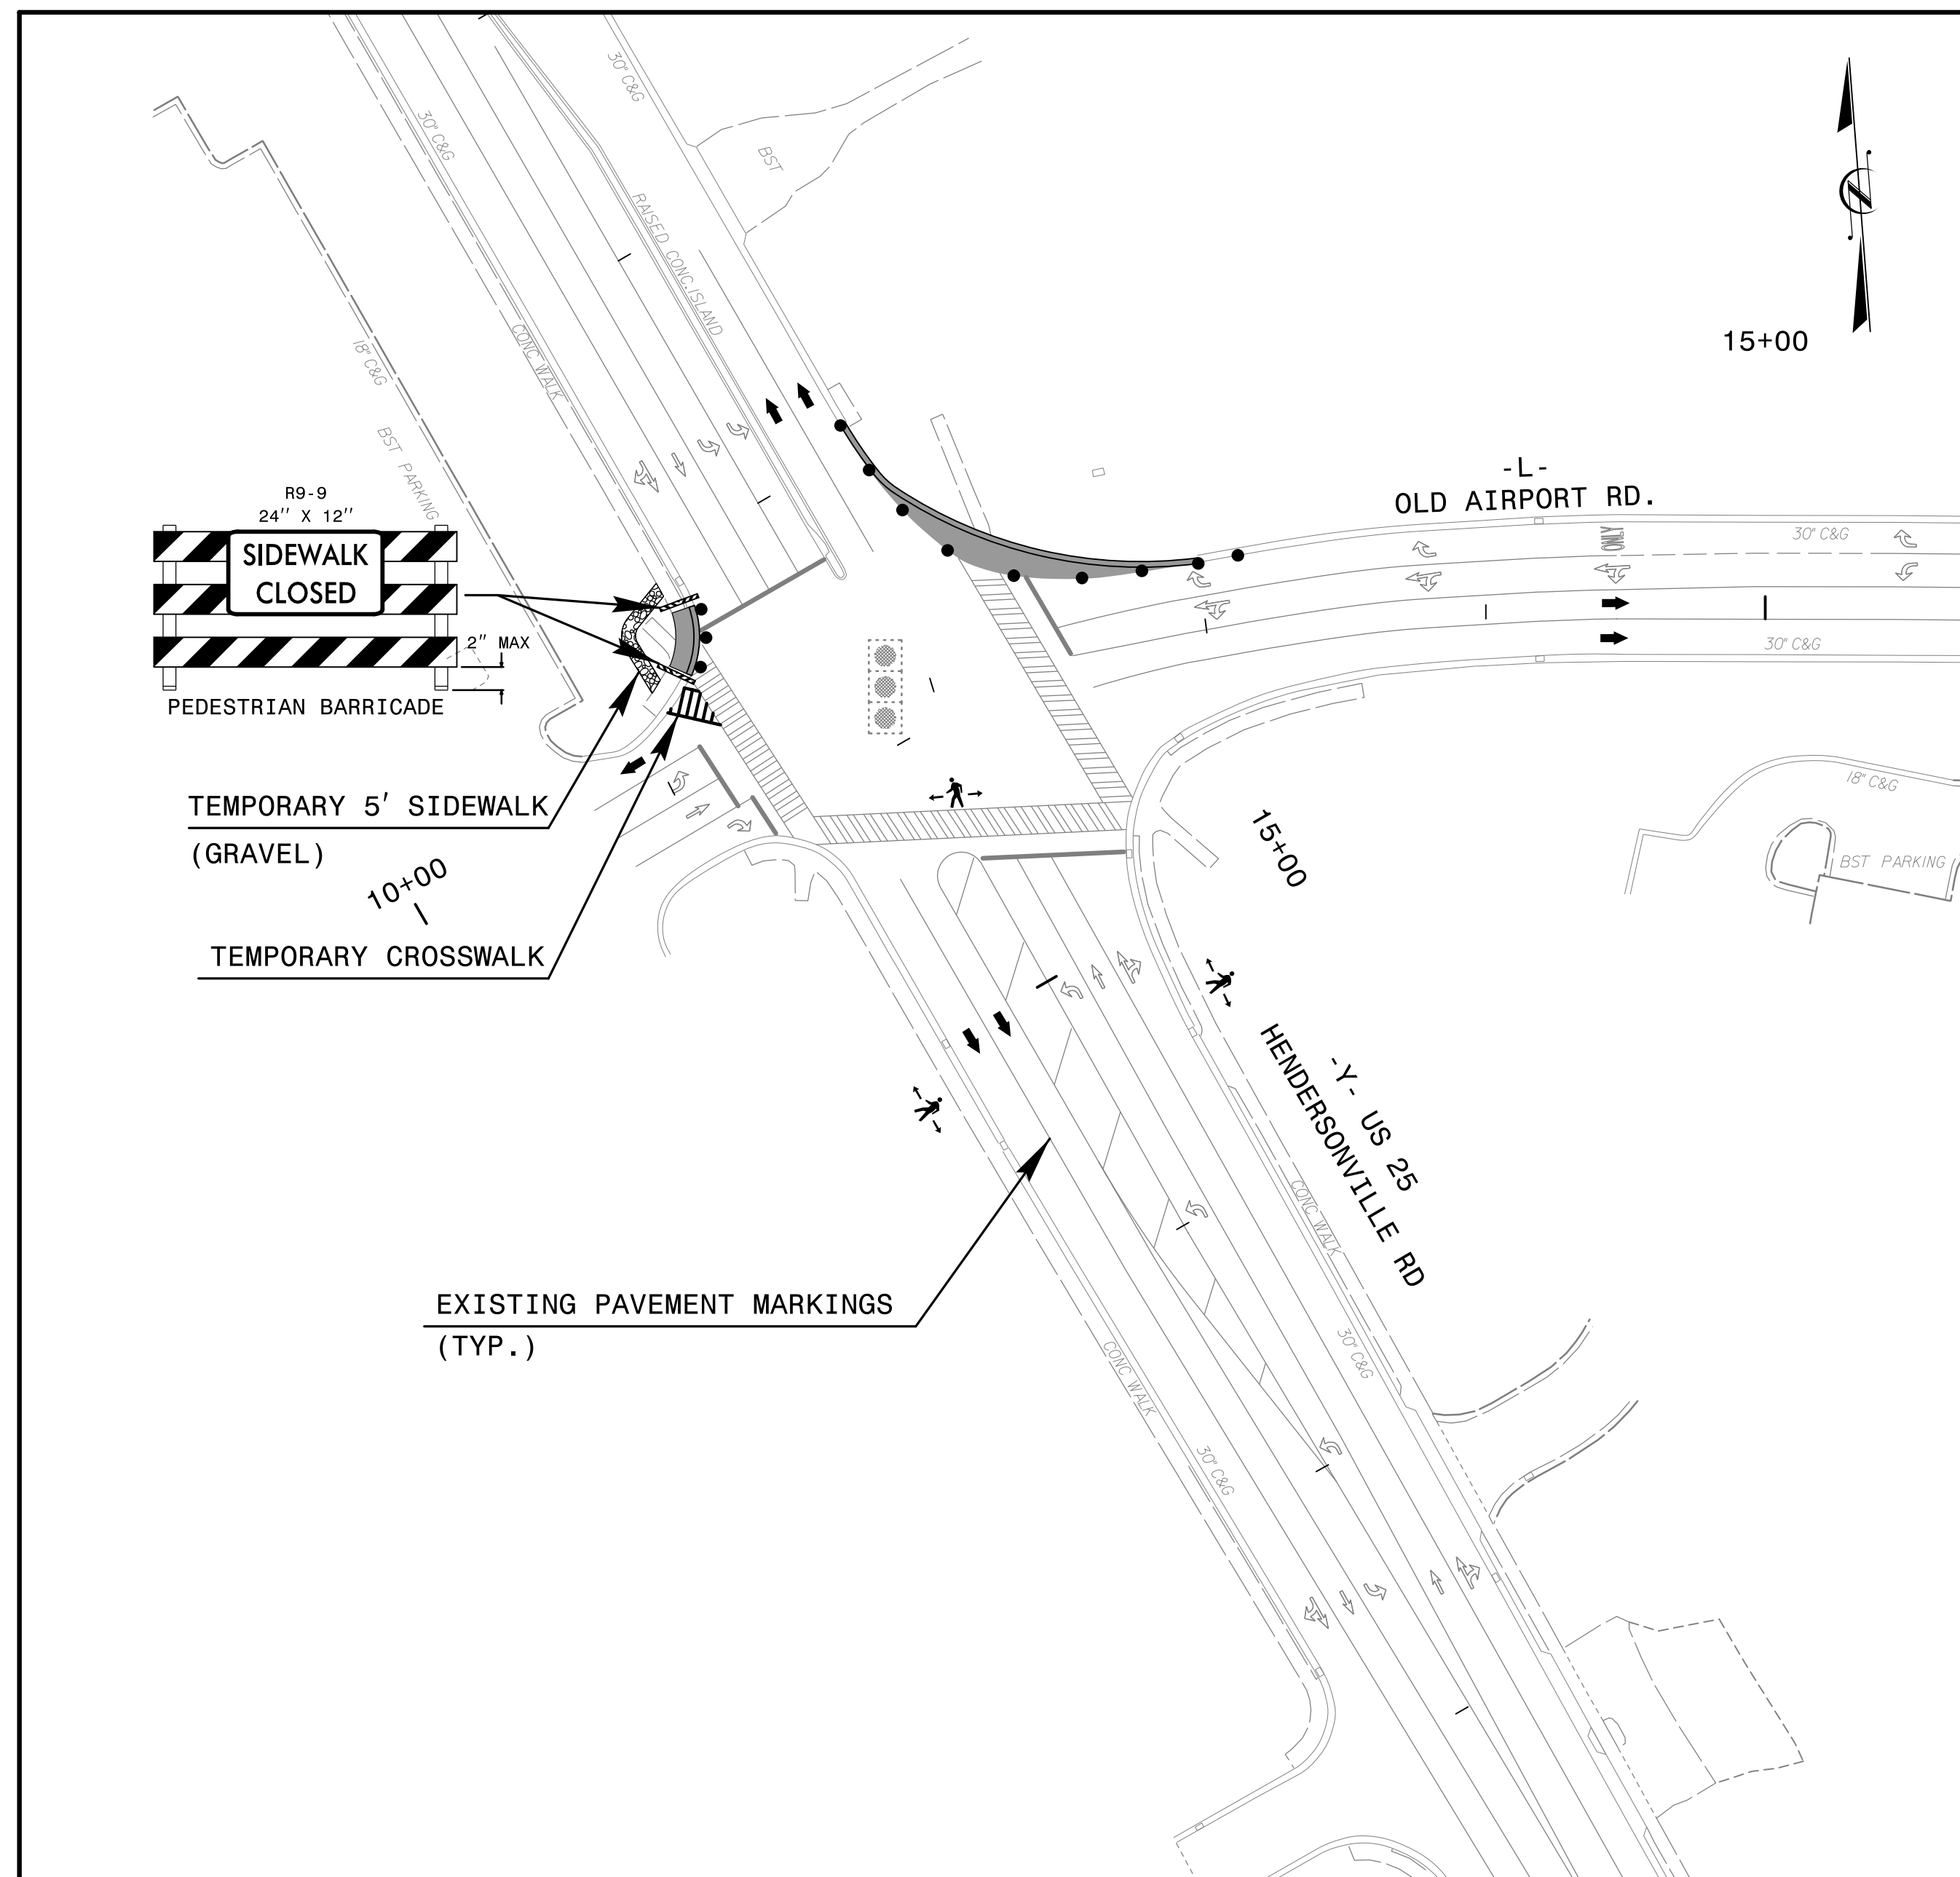 30" C&G
30" C&G
BST
RAISED CONC.ISLAND
CONC WALK
18" C&G
BST PARKING
15+00
-L-
OLD AIRPORT RD.
ONLY
30" C&G
30" C&G
R9-9
24'' X 12''
SIDEWALK
CLOSED
2" MAX
PEDESTRIAN BARRICADE
TEMPORARY 5' SIDEWALK
(GRAVEL)
10+00
TEMPORARY CROSSWALK
18" C&G
BST PARKING
15+00
-Y- US 25
HENDERSONVILLE RD
CONC WALK
30" C&G
EXISTING PAVEMENT MARKINGS
(TYP.)
CONC WALK
30" C&G